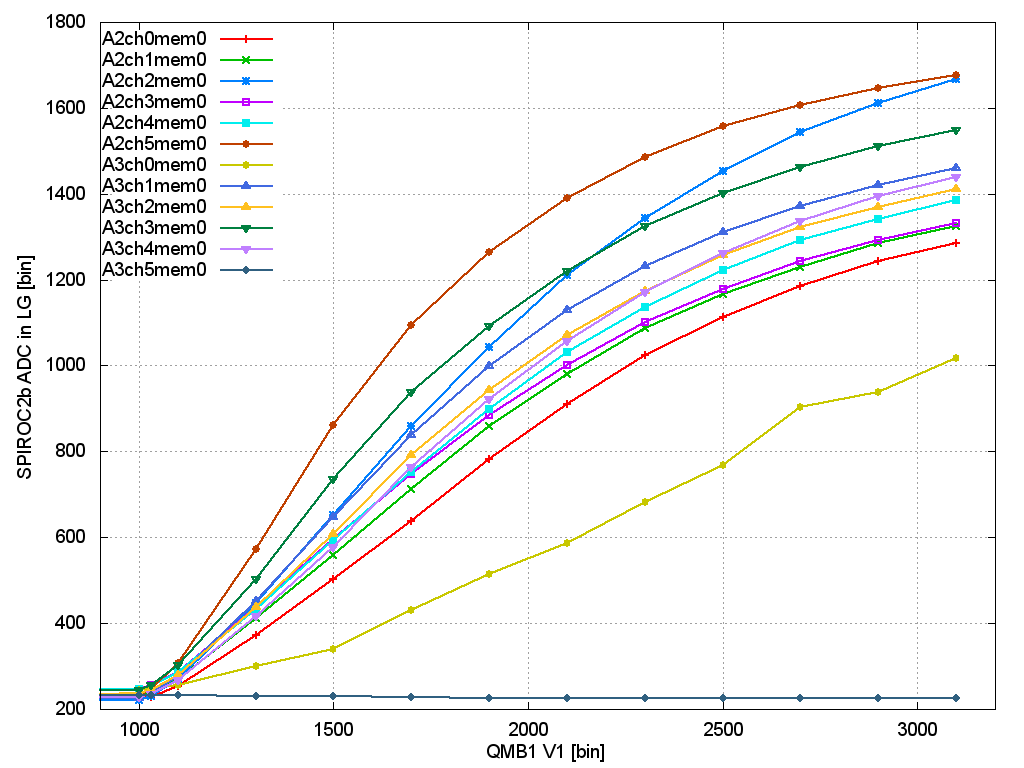 1800
1600
1400
1200
1000
800
600
400
200
SPIROC2b ADC in LG [bin]
A2ch0mem0
A2ch1mem0
A2ch2mem0
A2ch3mem0
A2ch4mem0
A2ch5mem0
A3ch0mem0
A3ch1mem0
A3ch2mem0
A3ch3mem0
A3ch4mem0
A3ch5mem0
1000 1500 2000 2500 3000
QMB1 V1 [bin]